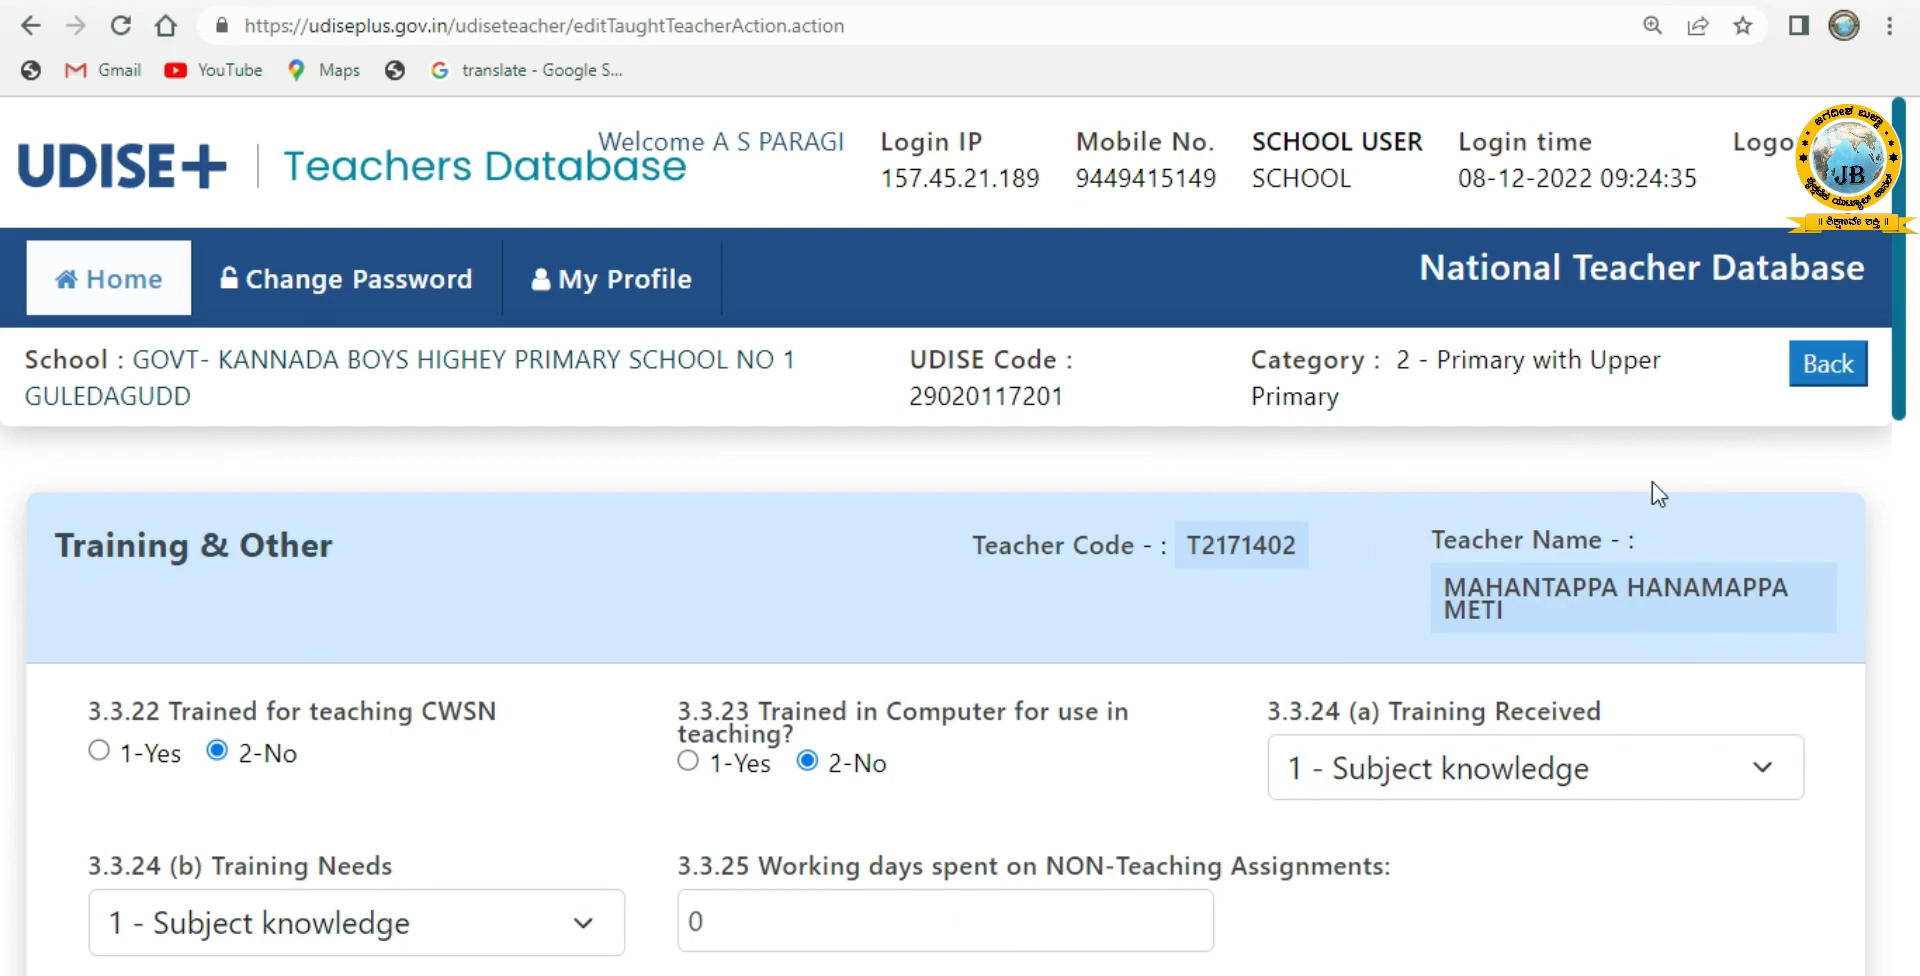 https://udiseplus.gov.in/udiseteacher/editTaughtTeacherAction.action
Gmail YouTube Maps translate - Google S...
UDISE+ Teachers Database
Welcome A S PARAGI
Login IP
157.45.21.189
Mobile No.
9449415149
SCHOOL USER
SCHOOL
Login time
08-12-2022 09:24:35
Logo
JB
Home Change Password My Profile
National Teacher Database
School : GOVT- KANNADA BOYS HIGHEY PRIMARY SCHOOL NO 1
GULEDAGUDD
UDISE Code :
29020117201
Category : 2 - Primary with Upper
Primary
Back
Training & Other
Teacher Code - : T2171402
Teacher Name - :
MAHANTAPPA HANAMAPPA
METI
3.3.22 Trained for teaching CWSN
1-Yes 2-No
3.3.23 Trained in Computer for use in
teaching?
1-Yes 2-No
3.3.24 (a) Training Received
1 - Subject knowledge
3.3.24 (b) Training Needs
1 - Subject knowledge
3.3.25 Working days spent on NON-Teaching Assignments:
0